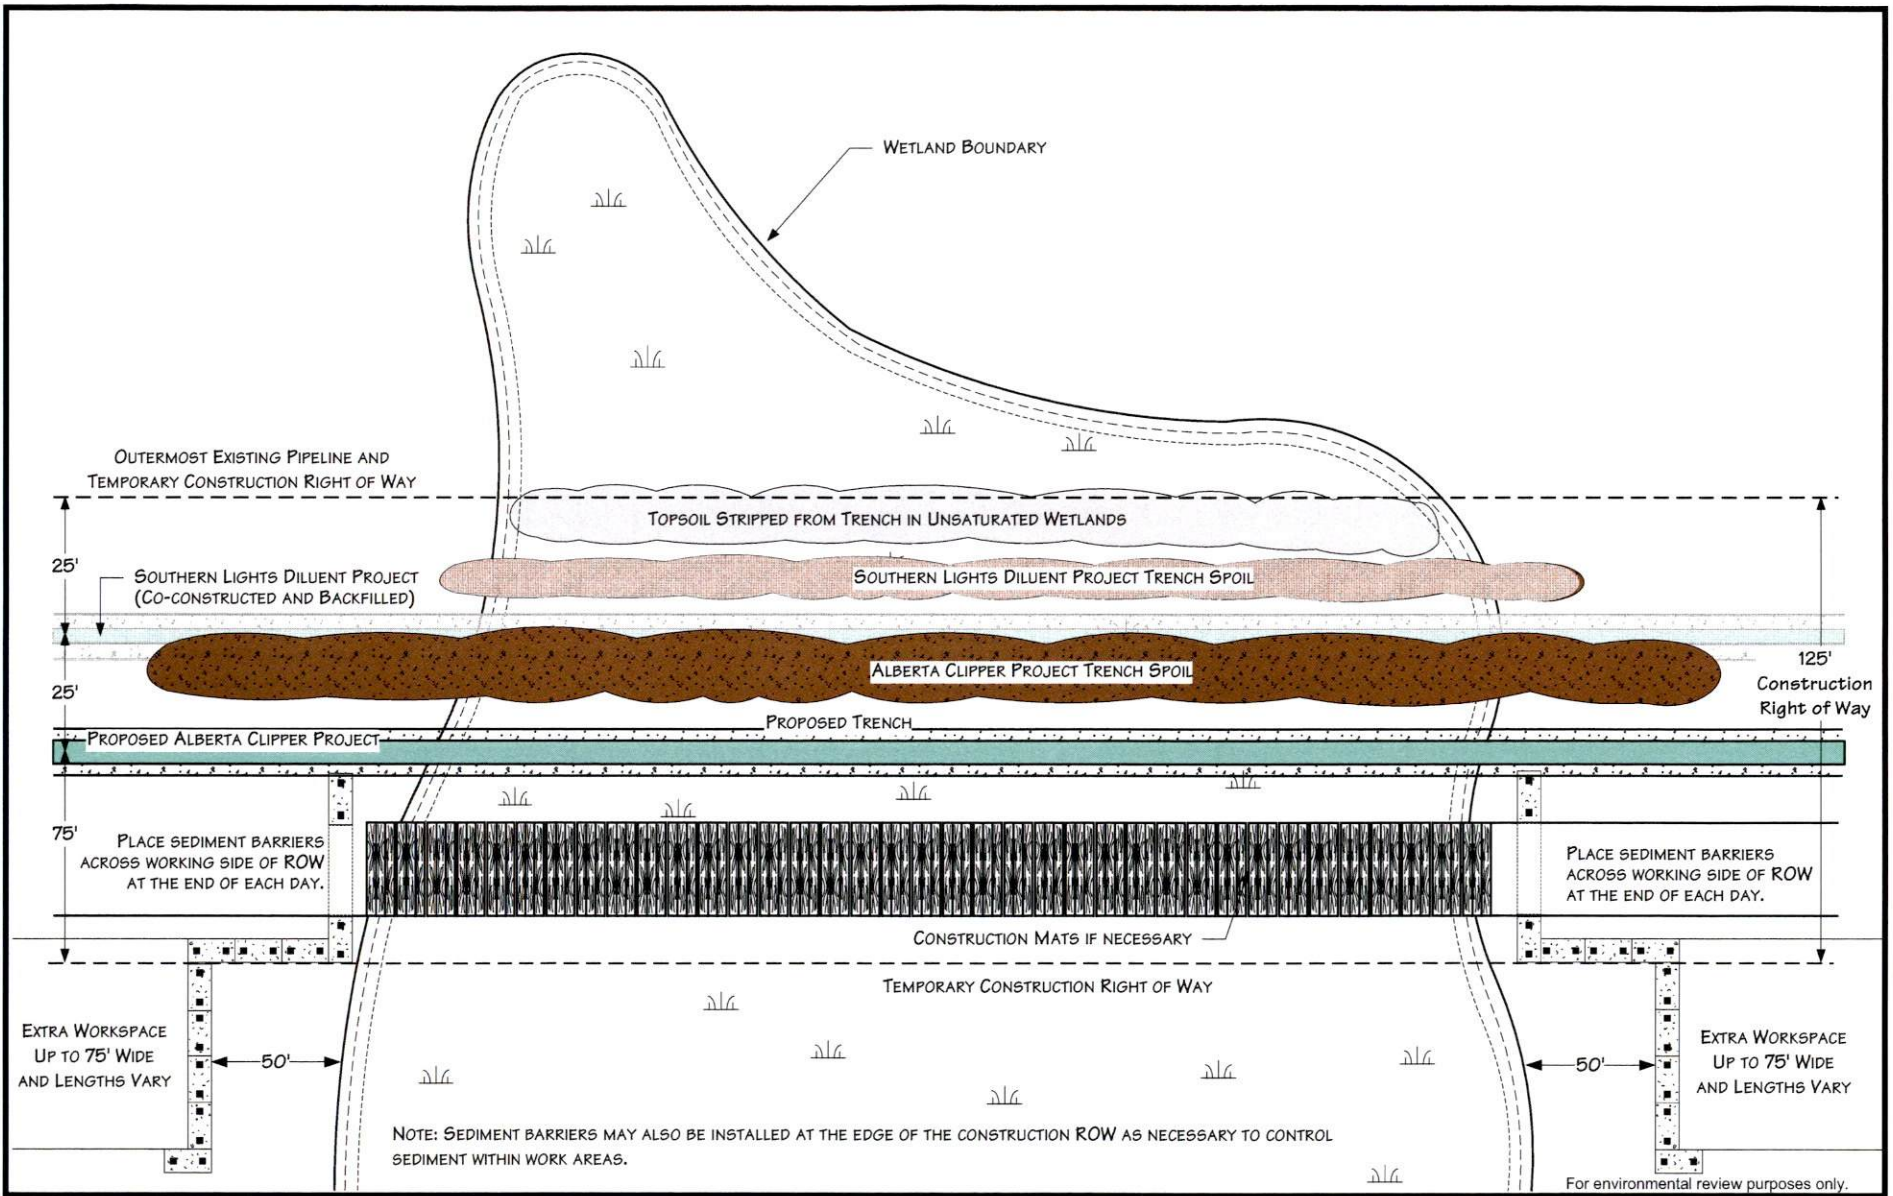 WETLAND BOUNDARY
OUTERMOST EXISTING PIPELINE AND
TEMPORARY CONSTRUCTION RIGHT OF WAY
TOPSOIL STRIPPED FROM TRENCH IN UNSATURATED WETLANDS
25'
SOUTHERN LIGHTS DILUENT PROJECT
(CO-CONSTRUCTED AND BACKFILLED)
SOUTHERN LIGHTS DILUENT PROJECT TRENCH SPOIL
ALBERTA CLIPPER PROJECT TRENCH SPOIL
125'
Construction
Right of Way
25'
PROPOSED TRENCH
PROPOSED ALBERTA CLIPPER PROJECT
75'
PLACE SEDIMENT BARRIERS
ACROSS WORKING SIDE OF ROW
AT THE END OF EACH DAY.
PLACE SEDIMENT BARRIERS
ACROSS WORKING SIDE OF ROW
AT THE END OF EACH DAY.
CONSTRUCTION MATS IF NECESSARY
TEMPORARY CONSTRUCTION RIGHT OF WAY
EXTRA WORKSPACE
UP TO 75' WIDE
AND LENGTHS VARY
50'
50'
EXTRA WORKSPACE
UP TO 75' WIDE
AND LENGTHS VARY
NOTE: SEDIMENT BARRIERS MAY ALSO BE INSTALLED AT THE EDGE OF THE CONSTRUCTION ROW AS NECESSARY TO CONTROL
SEDIMENT WITHIN WORK AREAS.
For environmental review purposes only.